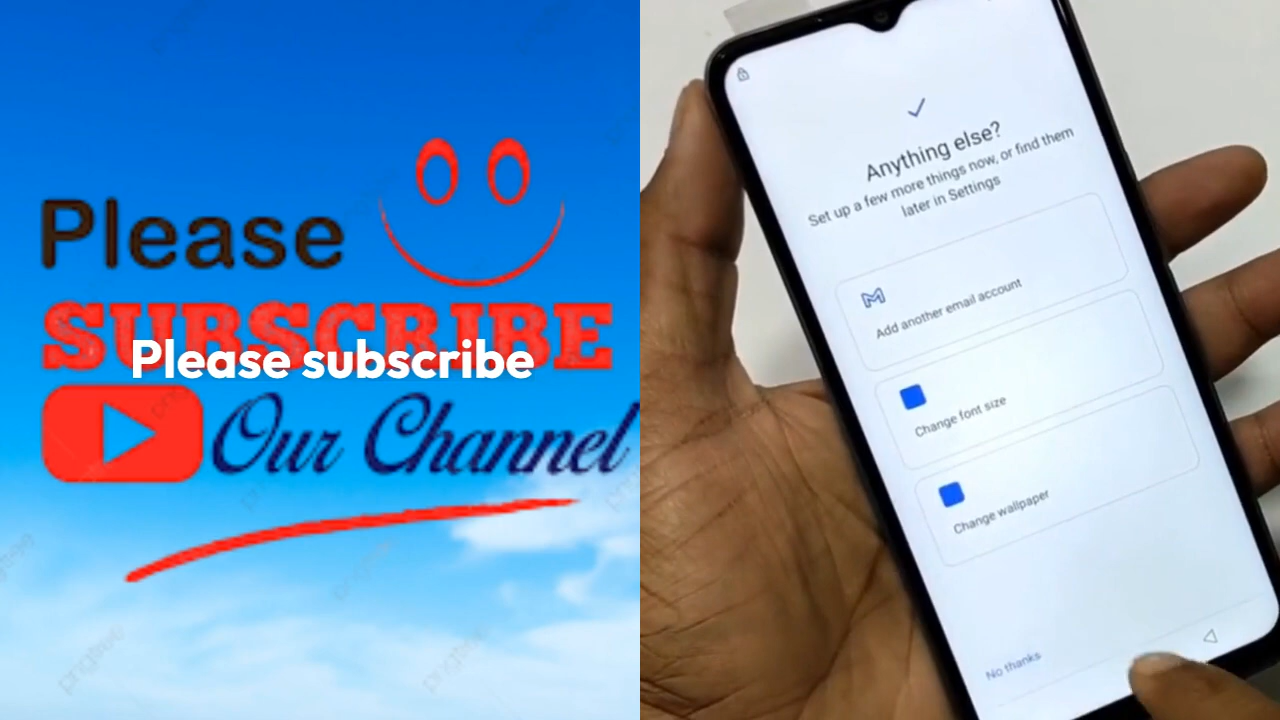 Please
SUBSCRIBE
Please subscribe
Our Channel
Anything else?
Set up a few more things now, or find them
later in Settings
Add another email account
Change font size
Change wallpaper
No thanks